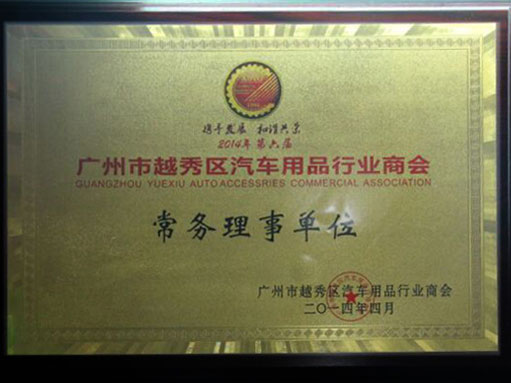 携手发展 和谐共荣
2014年第六届
广州市越秀区汽车用品行业商会
GUANGZHOU YUEXIU AUTO ACCESSRIES COMMERCIAL ASSOCIATION
常务理事单位
广州市越秀区汽车用品行业商会
二〇一四年四月